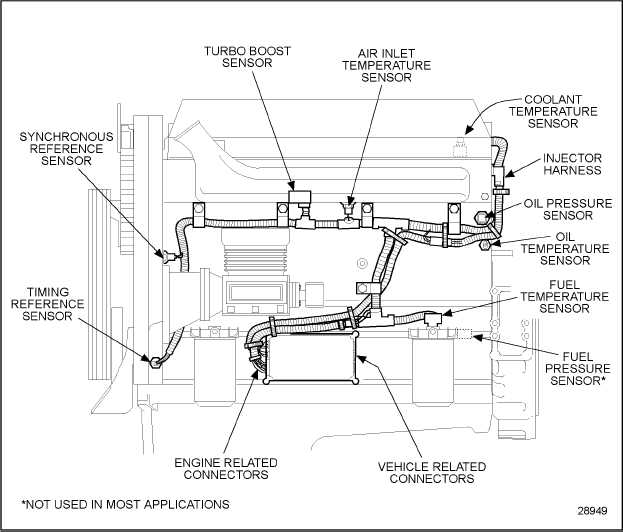 TURBO BOOST
SENSOR
AIR INLET
TEMPERATURE
SENSOR
COOLANT
TEMPERATURE
SENSOR
SYNCHRONOUS
REFERENCE
SENSOR
INJECTOR
HARNESS
OIL PRESSURE
SENSOR
OIL
TEMPERATURE
SENSOR
TIMING
REFERENCE
SENSOR
FUEL
TEMPERATURE
SENSOR
FUEL
PRESSURE
SENSOR*
ENGINE RELATED
CONNECTORS
VEHICLE RELATED
CONNECTORS
*NOT USED IN MOST APPLICATIONS
28949